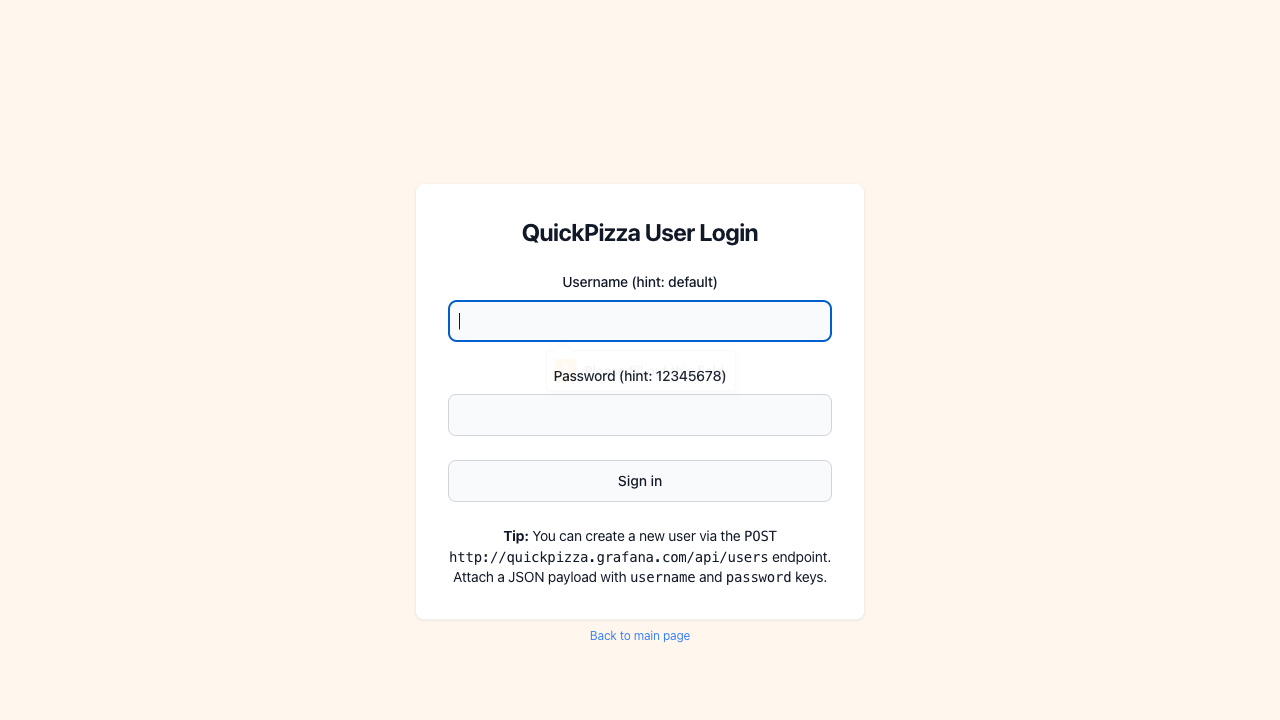 QuickPizza User Login
Username (hint: default)
Password (hint: 12345678)
Sign in
Tip: You can create a new user via the POST
http://quickpizza.grafana.com/api/users endpoint.
Attach a JSON payload with username and password keys.
Back to main page